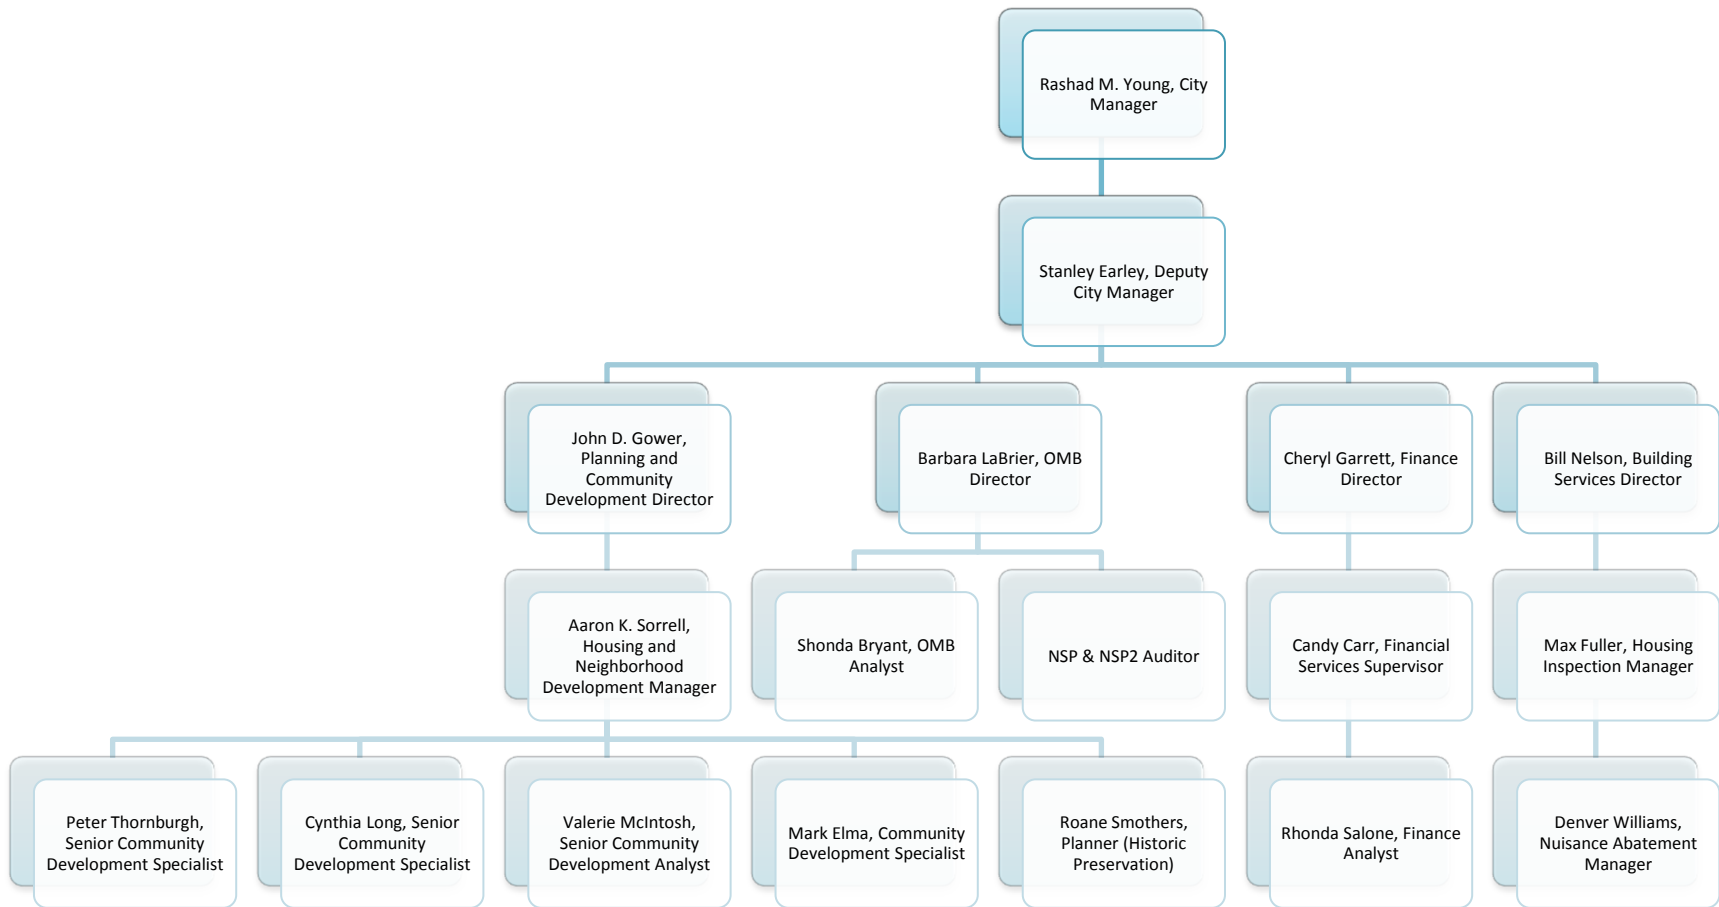 Rashad M. Young, City
Manager
Stanley Earley, Deputy
City Manager
John D. Gower,
Planning and
Community
Development Director
Barbara LaBrier, OMB
Director
Cheryl Garrett, Finance
Director
Bill Nelson, Building
Services Director
Aaron K. Sorrell,
Housing and
Neighborhood
Development Manager
Shonda Bryant, OMB
Analyst
NSP & NSP2 Auditor
Candy Carr, Financial
Services Supervisor
Max Fuller, Housing
Inspection Manager
Peter Thornburgh,
Senior Community
Development Specialist
Cynthia Long, Senior
Community
Development Specialist
Valerie McIntosh,
Senior Community
Development Analyst
Mark Elma, Community
Development Specialist
Roane Smothers,
Planner (Historic
Preservation)
Rhonda Salone, Finance
Analyst
Denver Williams,
Nuisance Abatement
Manager